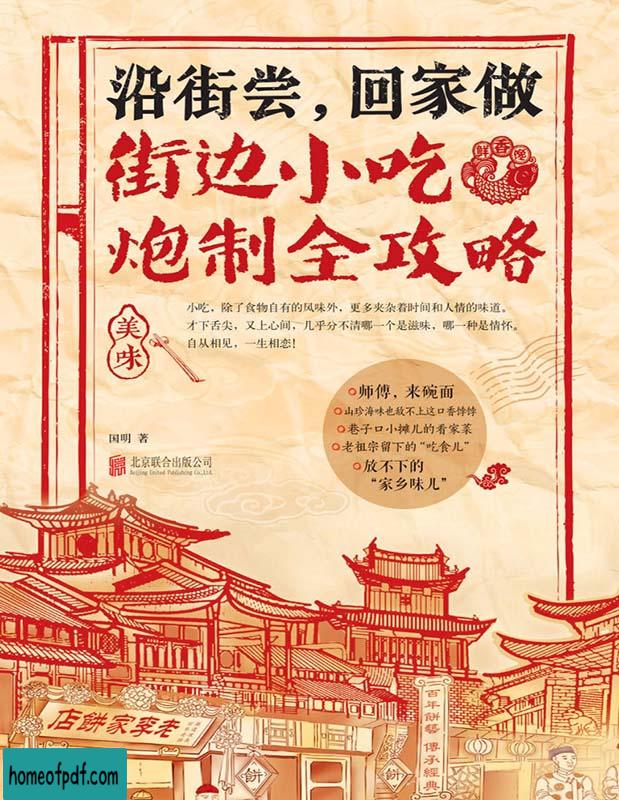 沿街尝，回家做
街边小吃
鲜香馋
炮制全攻略
美味
小吃，除了食物自有的风味外，更多夹杂着时间和人情的味道。
才下舌尖，又上心间，几乎分不清哪一个是滋味，哪一种是情怀。
自从相见，一生相恋！
师傅，来碗面
山珍海味也敌不上这口香饽饽
巷子口小摊儿的看家菜
老祖宗留下的“吃食儿”
放不下的
“家乡味儿”
国明 著
北京联合出版公司
Beijing United Publishing Co.,Ltd.
店餅家李老
百年餅藝 傳承經典
餅
餅
homeofpdf.com